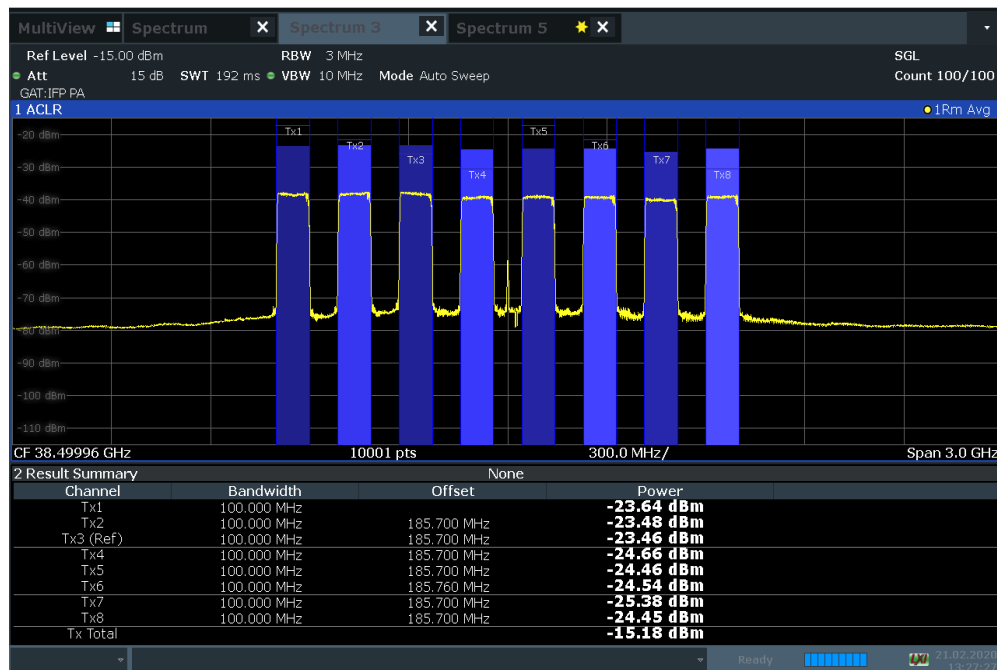 MultiView Spectrum X Spectrum 3 X Spectrum 5 X
Ref Level -15.00 dBm RBW 3 MHz SGL
Att 15 dB SWT 192 ms VBW 10 MHz Mode Auto Sweep Count 100/100
GAT:IFP PA
1 ACLR 1Rm Avg
Tx1 Tx5
-20 dBm
Tx2 Tx6
Tx3 Tx7
-30 dBm
Tx4 Tx8
-40 dBm
-50 dBm
-60 dBm
-70 dBm
-80 dBm
-90 dBm
-100 dBm
-110 dBm
CF 38.49996 GHz 10001 pts 300.0 MHz/ Span 3.0 GHz
2 Result Summary None
Channel Bandwidth Offset Power
Tx1 100.000 MHz -23.64 dBm
Tx2 100.000 MHz 185.700 MHz -23.48 dBm
Tx3 (Ref) 100.000 MHz 185.700 MHz -23.46 dBm
Tx4 100.000 MHz 185.700 MHz -24.66 dBm
Tx5 100.000 MHz 185.700 MHz -24.46 dBm
Tx6 100.000 MHz 185.760 MHz -24.54 dBm
Tx7 100.000 MHz 185.700 MHz -25.38 dBm
Tx8 100.000 MHz 185.700 MHz -24.45 dBm
Tx Total -15.18 dBm
Ready 21.02.2020
13:27:27